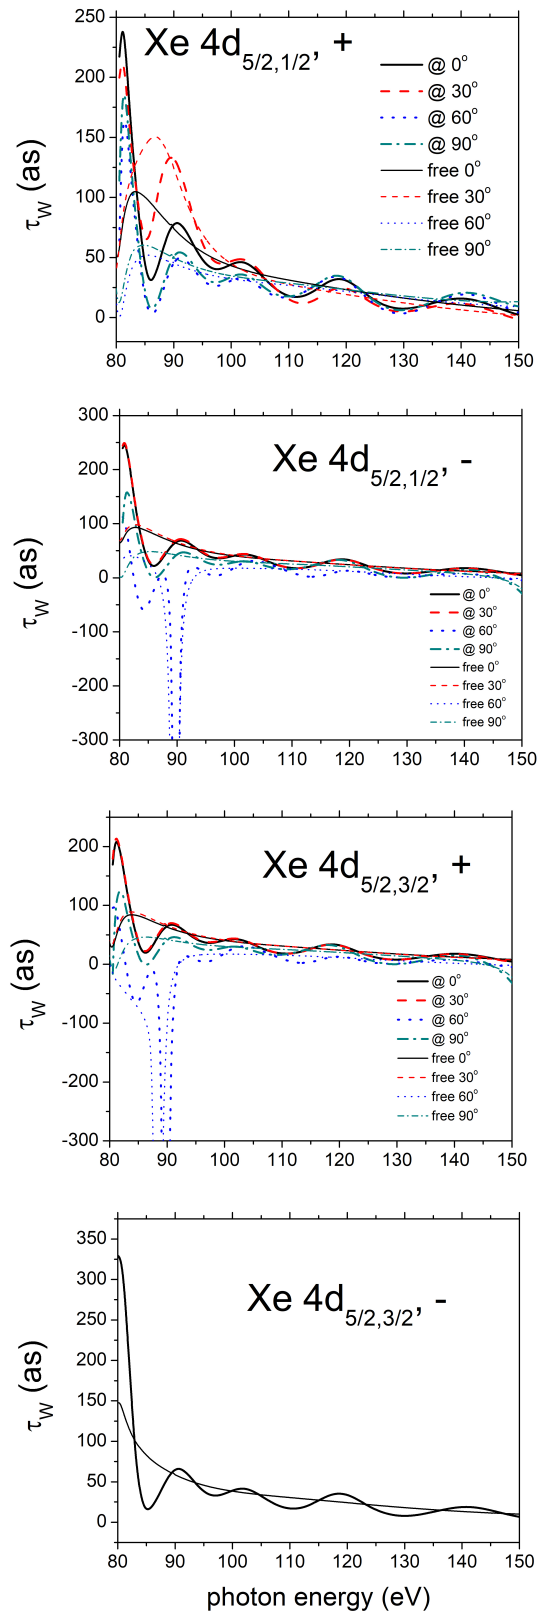 Xe 4d5/2,1/2, +
250
200
150
100
50
0
τW (as)
@ 0°
@ 30°
@ 60°
@ 90°
free 0°
free 30°
free 60°
free 90°
80 90 100 110 120 130 140 150
Xe 4d5/2,1/2, -
300
200
100
0
-100
-200
-300
τW (as)
@ 0°
@ 30°
@ 60°
@ 90°
free 0°
free 30°
free 60°
free 90°
80 90 100 110 120 130 140 150
Xe 4d5/2,3/2, +
200
100
0
-100
-200
-300
τW (as)
@ 0°
@ 30°
@ 60°
@ 90°
free 0°
free 30°
free 60°
free 90°
80 90 100 110 120 130 140 150
Xe 4d5/2,3/2, -
350
300
250
200
150
100
50
0
τW (as)
80 90 100 110 120 130 140 150
photon energy (eV)